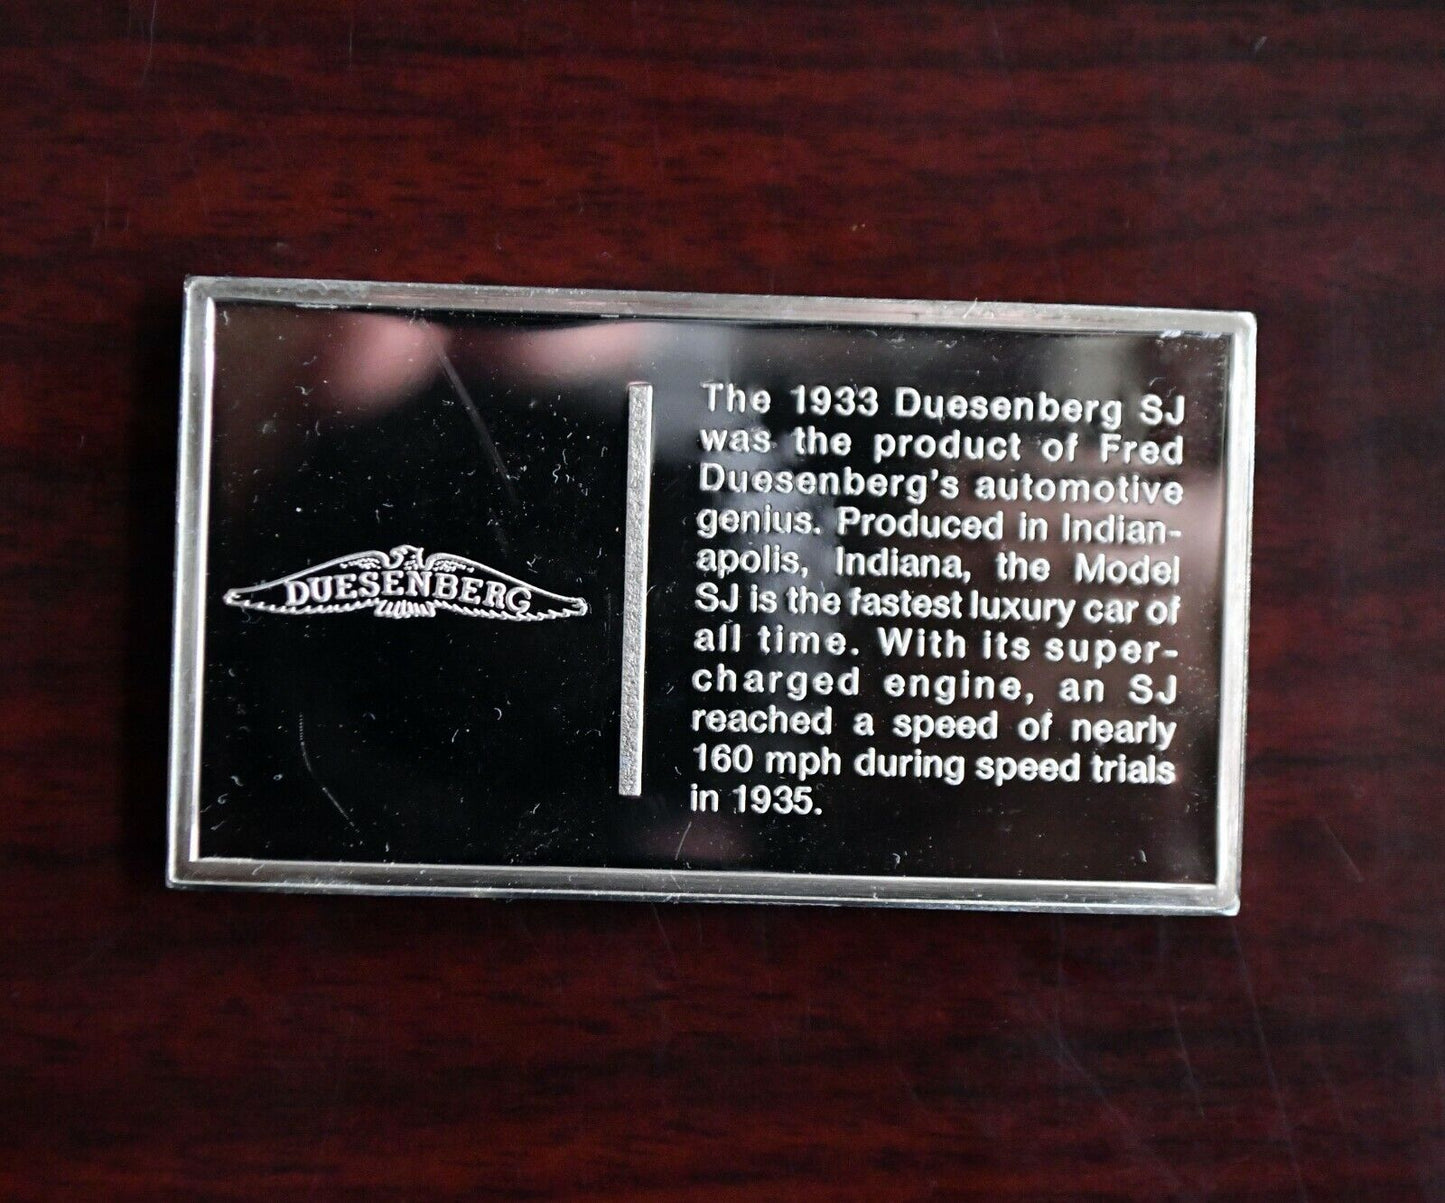 DUESENBERG
The 1933 Duesenberg SJ
was the product of Fred
Duesenberg's automotive
genius. Produced in Indian-
apolis, Indiana, the Model
SJ is the fastest luxury car of
all time. With its super-
charged engine, an SJ
reached a speed of nearly
160 mph during speed trials
in 1935.